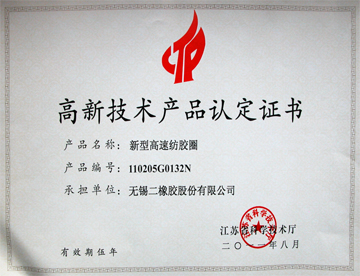 高新技术产品认定证书
产品名称：新型高速纺胶圈
产品编号：110205G0132N
承担单位：无锡二橡胶股份有限公司
江苏省科学技术厅
二〇一一年八月
有效期伍年